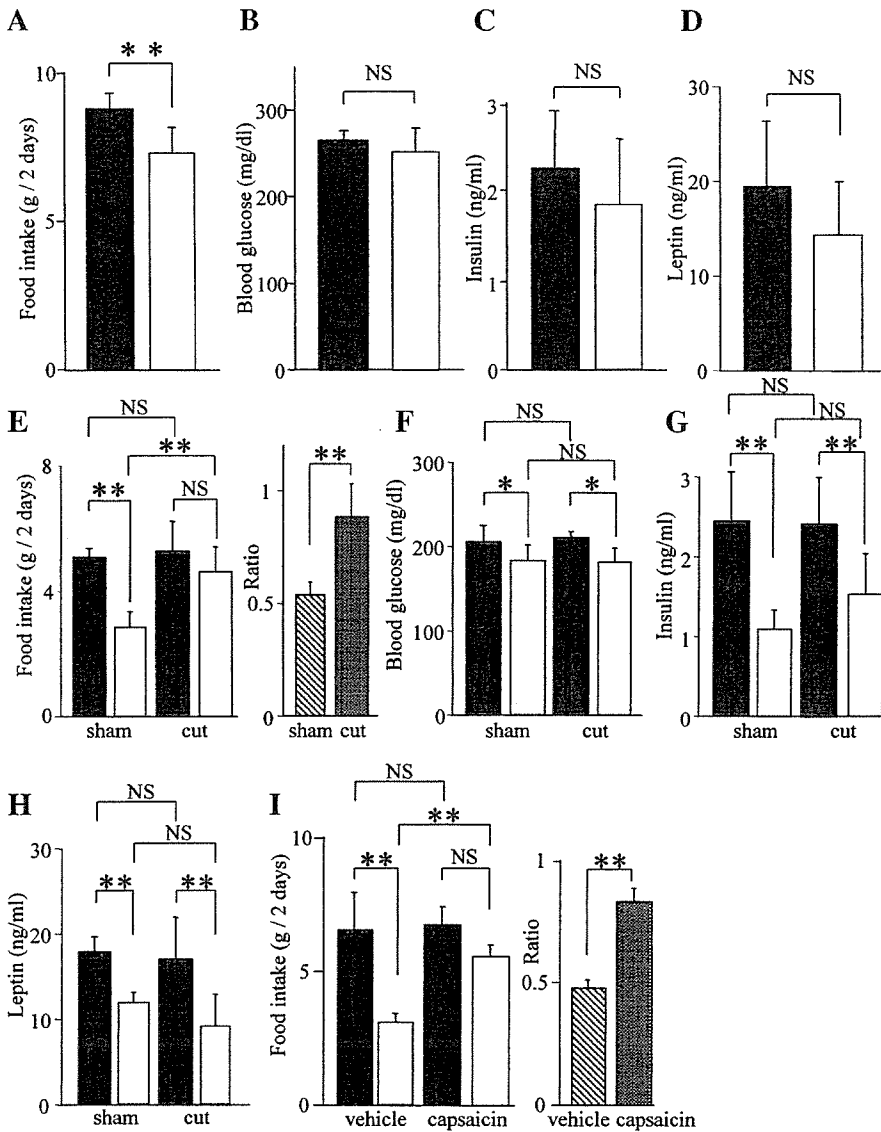 A
B
C
D
* *
NS
NS
NS
Food intake (g / 2 days)
10
5
0
Blood glucose (mg/dl)
300
200
100
0
Insulin (ng/ml)
3
2
1
0
Leptin (ng/ml)
30
20
10
0
E
NS
**
**
NS
Food intake (g / 2 days)
8
4
0
sham
cut
**
Ratio
1
0.5
0
sham cut
F
NS
NS
*
*
Blood glucose (mg/dl)
300
200
100
0
sham
cut
G
NS
NS
**
**
Insulin (ng/ml)
3
2
1
0
sham
cut
H
NS
NS
**
**
Leptin (ng/ml)
30
20
10
0
sham
cut
I
NS
**
**
NS
Food intake (g / 2 days)
10
5
0
vehicle
capsaicin
**
Ratio
1
0.5
0
vehicle capsaicin